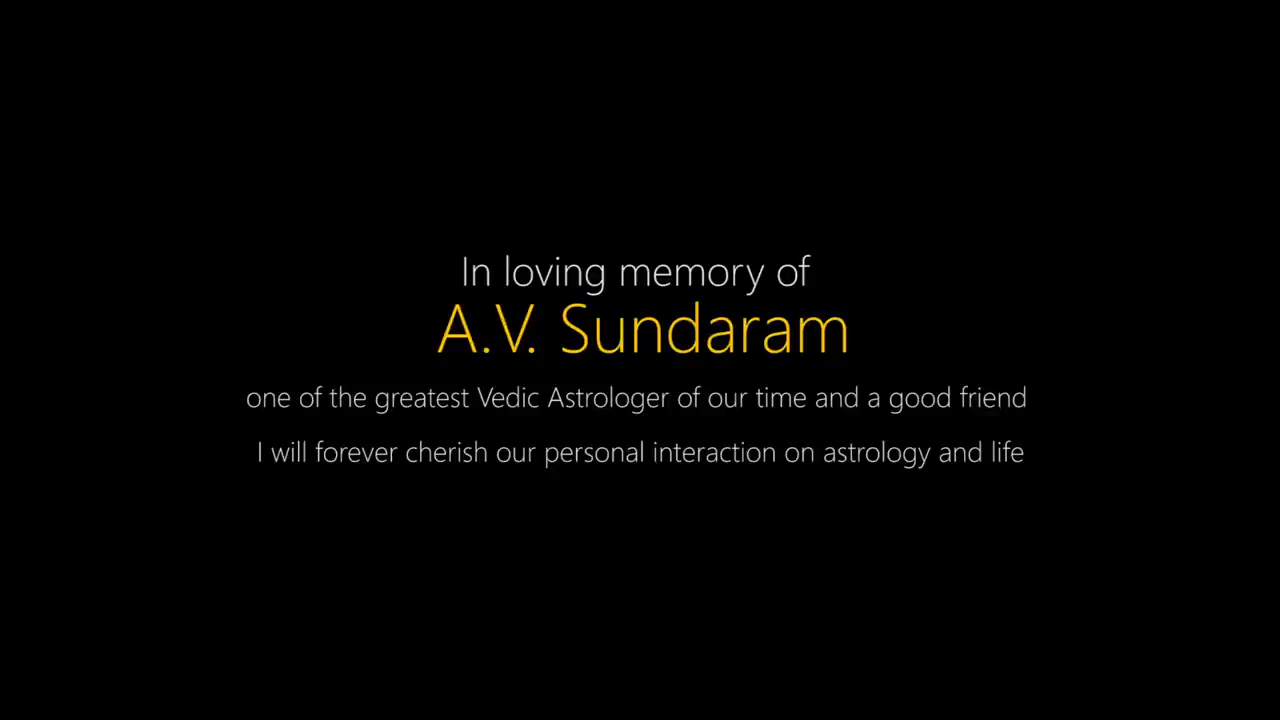 In loving memory of
A.V. Sundaram
one of the greatest Vedic Astrologer of our time and a good friend
I will forever cherish our personal interaction on astrology and life